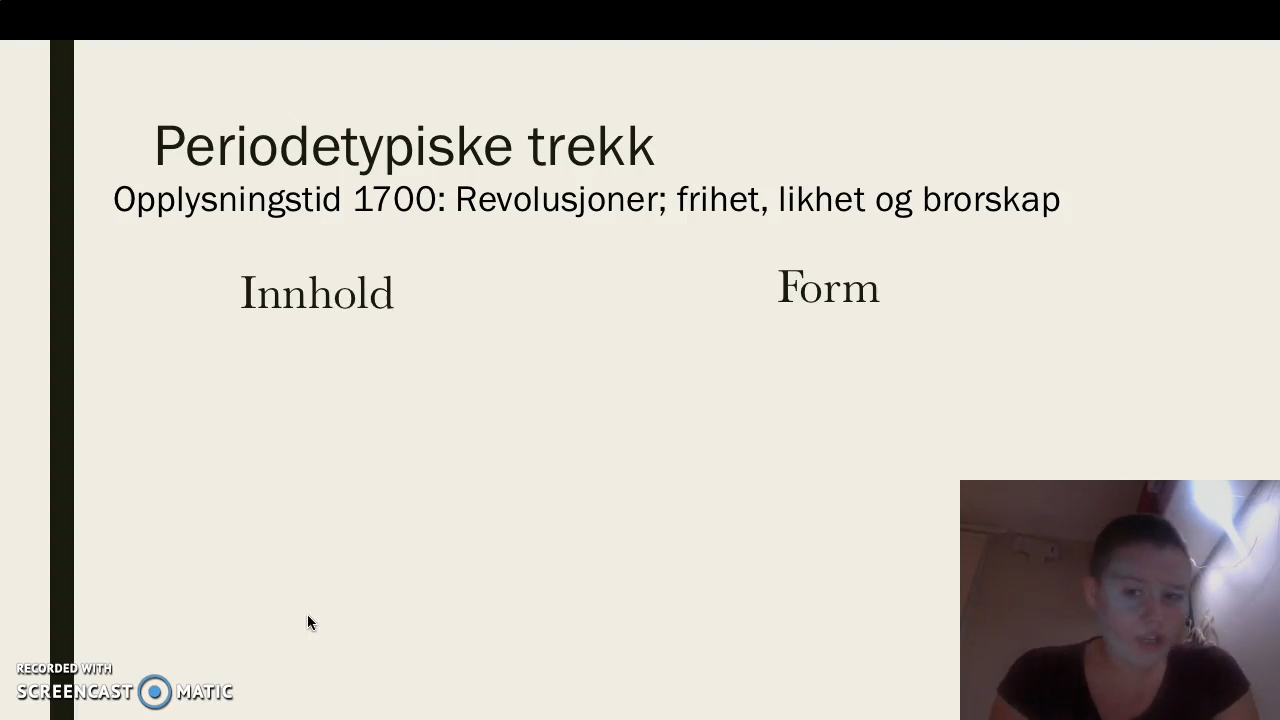 Periodetypiske trekk
Opplysningstid 1700: Revolusjoner; frihet, likhet og brorskap
Innhold
Form
RECORDED WITH
SCREENCAST MATIC